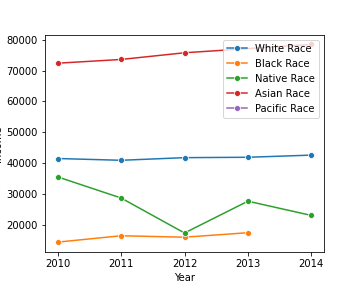 80000
70000
60000
50000
40000
30000
20000
White Race
Black Race
Native Race
Asian Race
Pacific Race
2010
2011
2012
2013
2014
Year